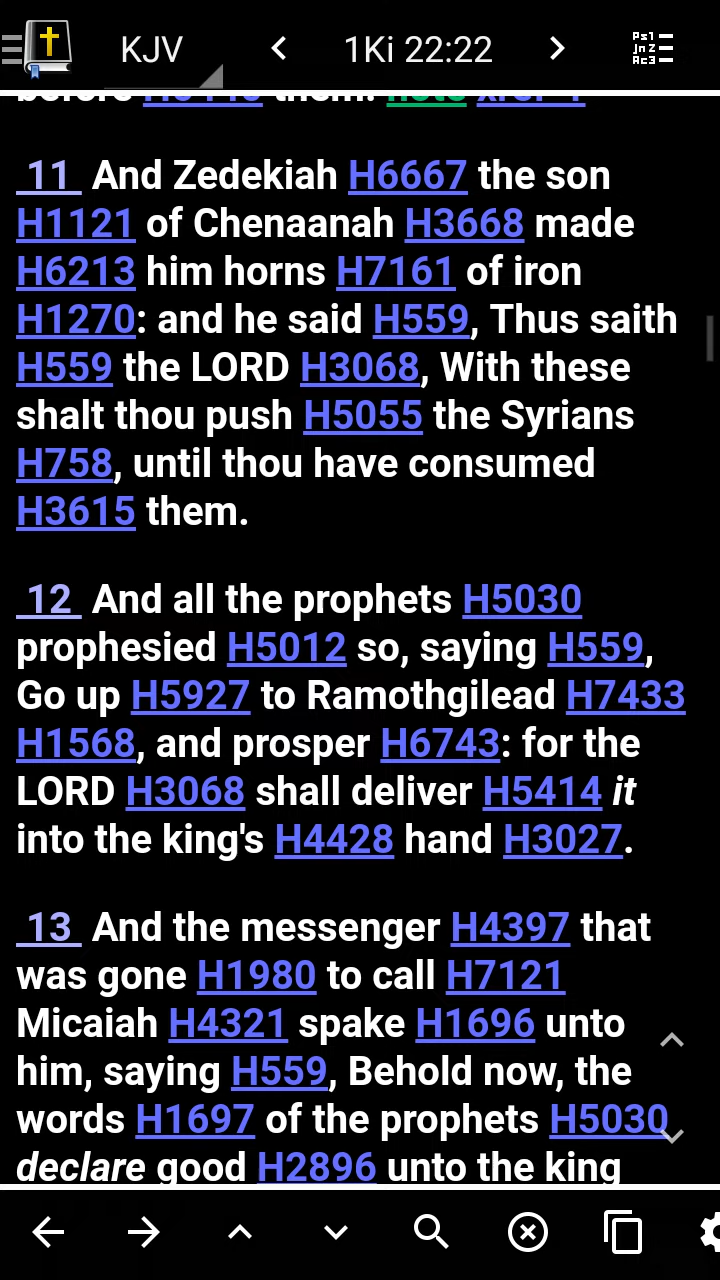 KJV 1Ki 22:22
11 And Zedekiah H6667 the son
H1121 of Chenaanah H3668 made
H6213 him horns H7161 of iron
H1270: and he said H559, Thus saith
H559 the LORD H3068, With these
shalt thou push H5055 the Syrians
H758, until thou have consumed
H3615 them.
12 And all the prophets H5030
prophesied H5012 so, saying H559,
Go up H5927 to Ramothgilead H7433
H1568, and prosper H6743: for the
LORD H3068 shall deliver H5414 it
into the king's H4428 hand H3027.
13 And the messenger H4397 that
was gone H1980 to call H7121
Micaiah H4321 spake H1696 unto
him, saying H559, Behold now, the
words H1697 of the prophets H5030
declare good H2896 unto the king